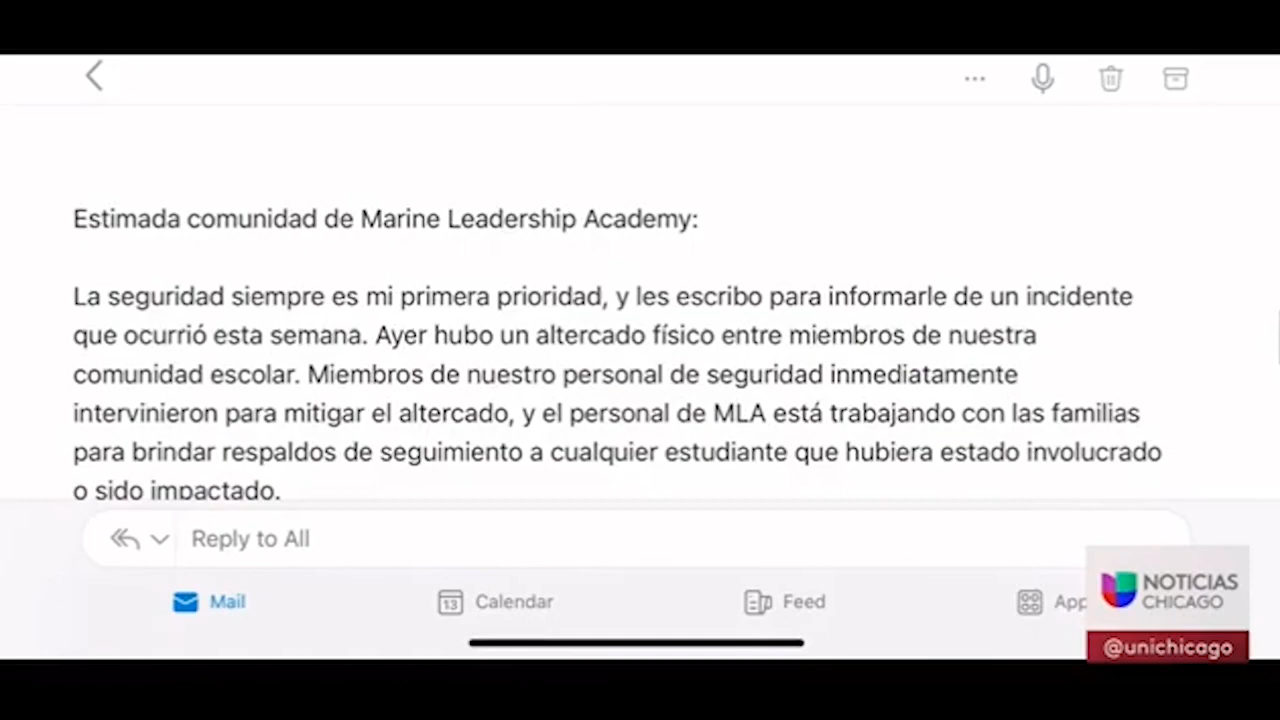 Estimada comunidad de Marine Leadership Academy:
La seguridad siempre es mi primera prioridad, y les escribo para informarle de un incidente
que ocurrió esta semana. Ayer hubo un altercado físico entre miembros de nuestra
comunidad escolar. Miembros de nuestro personal de seguridad inmediatamente
intervinieron para mitigar el altercado, y el personal de MLA está trabajando con las familias
para brindar respaldos de seguimiento a cualquier estudiante que hubiera estado involucrado
o sido impactado.
Reply to All
13
Mail
Calendar
Feed
App
NOTICIAS
CHICAGO
@unichicago